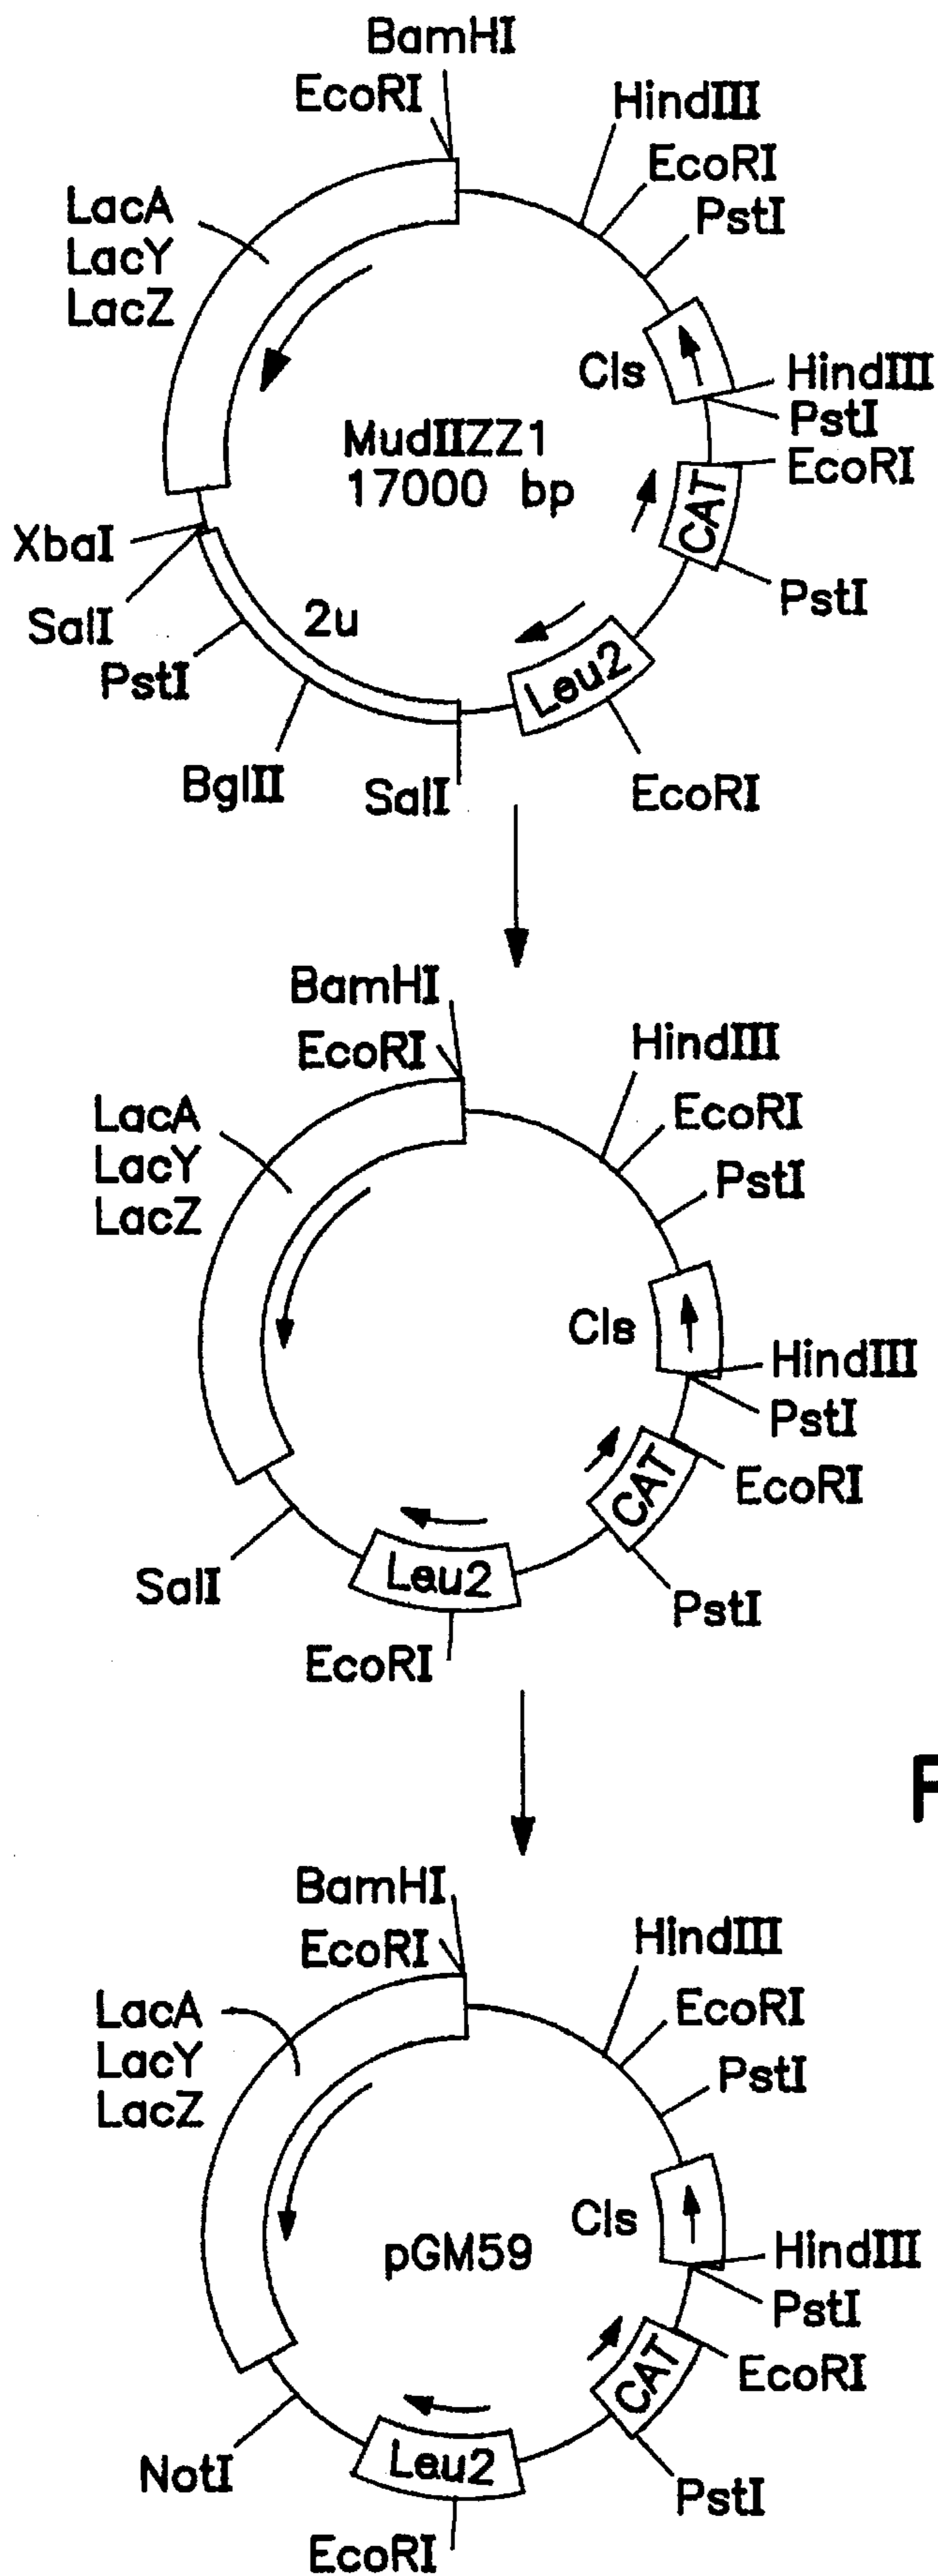 BamHI
EcoRI
HindIII
EcoRI
PstI
LacA
LacY
LacZ
CIs
HindIII
PstI
EcoRI
MudIIZZ1
17000 bp
CAT
PstI
XbaI
SalI
PstI
2u
Leu2
BglII
SalI
EcoRI
BamHI
EcoRI
HindIII
EcoRI
PstI
LacA
LacY
LacZ
CIs
HindIII
PstI
EcoRI
CAT
SalI
Leu2
PstI
EcoRI
F
BamHI
EcoRI
HindIII
EcoRI
PstI
LacA
LacY
LacZ
CIs
pGM59
HindIII
PstI
EcoRI
CAT
NotI
Leu2
PstI
EcoRI